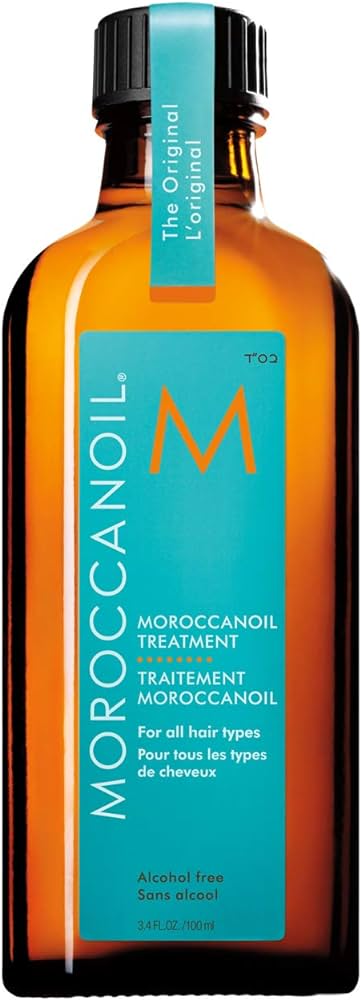 The Original
L'original
בס"ד
M
MOROCCANOIL®
MOROCCANOIL
TREATMENT
TRAITEMENT
MOROCCANOIL
For all hair types
Pour tous les types
de cheveux
Alcohol free
Sans alcool
3.4 FL.OZ. / 100 ml